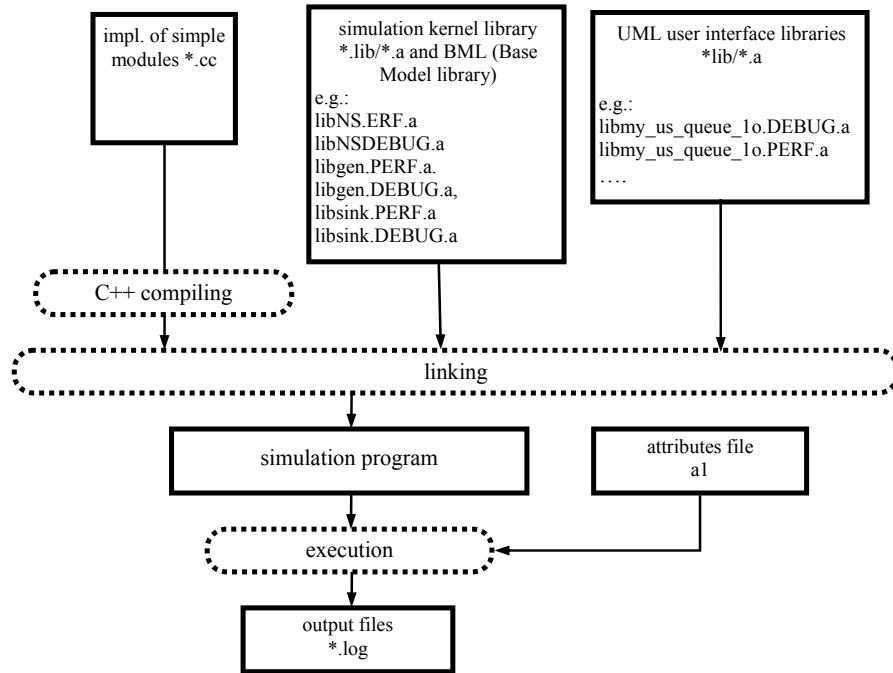 impl. of simple
modules *.cc
simulation kernel library
*.lib/*.a and BML (Base
Model library)
e.g.:
libNS.ERF.a
libNSDEBUG.a
libgen.PERF.a.
libgen.DEBUG.a,
libsink.PERF.a
libsink.DEBUG.a
UML user interface libraries
*lib/*.a
e.g.:
libmy_us_queue_1o.DEBUG.a
libmy_us_queue_1o.PERF.a
….
C++ compiling
linking
simulation program
attributes file
a1
execution
output files
*.log